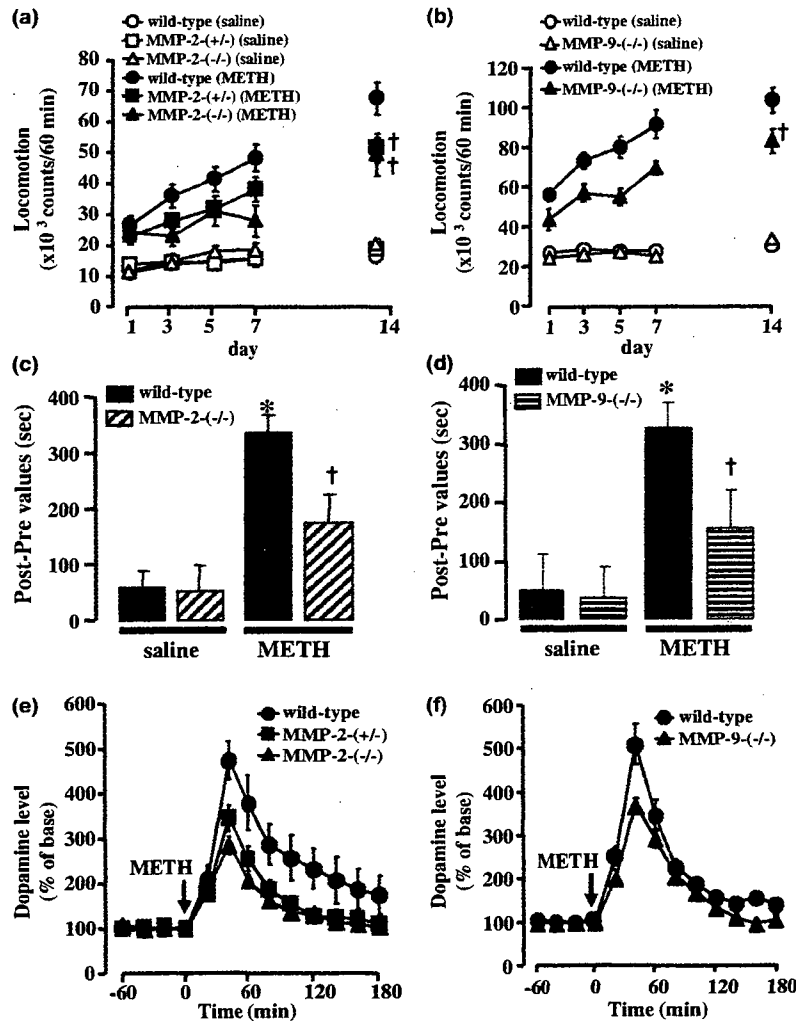 (a)
wild-type (saline)
MMP-2-(+/-) (saline)
MMP-2-(-/-) (saline)
wild-type (METH)
MMP-2-(+/-) (METH)
MMP-2-(-/-) (METH)
Locomotion
(x10 3 counts/60 min)
80
70
60
50
40
30
20
10
0
†
†
1 3 5 7 14
day
(b)
wild-type (saline)
MMP-9-(-/-) (saline)
wild-type (METH)
MMP-9-(-/-) (METH)
Locomotion
(x10 3 counts/60 min)
120
100
80
60
40
20
0
†
1 3 5 7 14
day
(c)
wild-type
MMP-2-(-/-)
Post-Pre values (sec)
400
300
200
100
0
*
†
saline METH
(d)
wild-type
MMP-9-(-/-)
Post-Pre values (sec)
400
300
200
100
0
*
†
saline METH
(e)
wild-type
MMP-2-(+/-)
MMP-2-(-/-)
Dopamine level
(% of base)
600
500
400
300
200
100
0
METH
-60 0 60 120 180
Time (min)
(f)
wild-type
MMP-9-(-/-)
Dopamine level
(% of base)
600
500
400
300
200
100
0
METH
-60 0 60 120 180
Time (min)